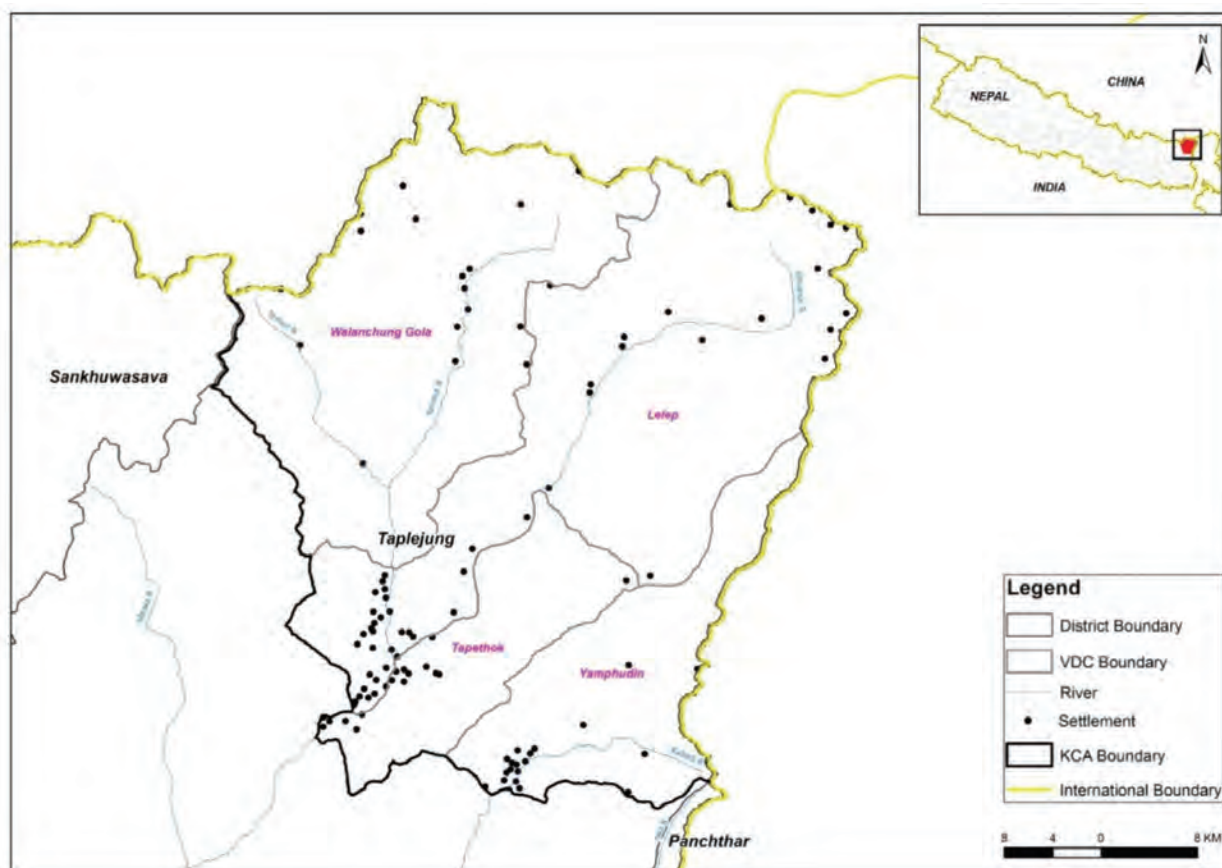 N
CHINA
NEPAL
INDIA
Walanchung Gola
Sankhuwasava
Lelep
Taplejung
Tapethok
Yamphudin
Panchthar
Legend
District Boundary
VDC Boundary
River
Settlement
KCA Boundary
International Boundary
8 4 0 8 KM